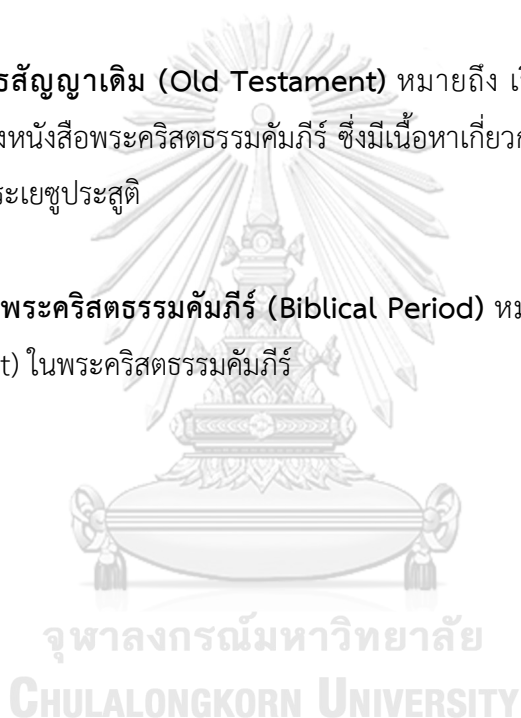 ธสัญญาเดิม (Old Testament) หมายถึง เ
งหนังสือพระคริสตธรรมคัมภีร์ ซึ่งมีเนื้อหาเกี่ยวก
ระเยซูประสูติ
พระคริสตธรรมคัมภีร์ (Biblical Period) หม
t) ในพระคริสตธรรมคัมภีร์
จุฬาลงกรณ์มหาวิทยาลัย
CHULALONGKORN UNIVERSITY